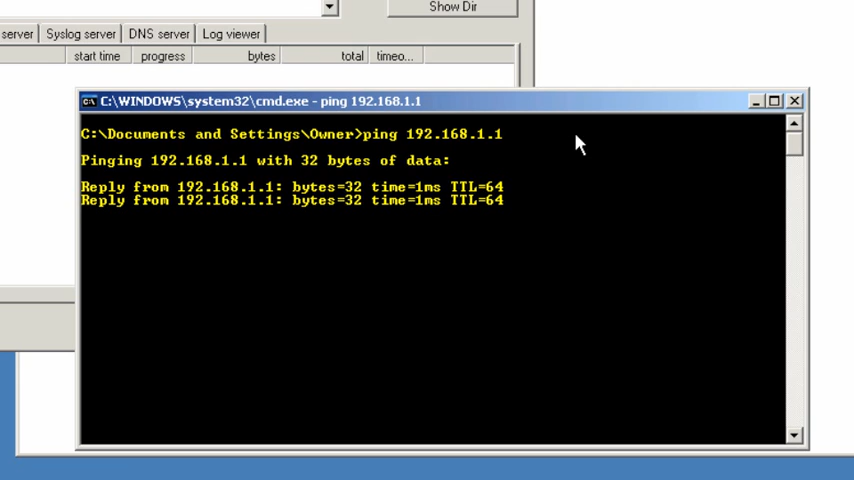 Show Dir
server Syslog server DNS server Log viewer
start time progress bytes total timeo...
C:\WINDOWS\system32\cmd.exe - ping 192.168.1.1
C:\Documents and Settings\Owner>ping 192.168.1.1
Pinging 192.168.1.1 with 32 bytes of data:
Reply from 192.168.1.1: bytes=32 time=1ms TTL=64
Reply from 192.168.1.1: bytes=32 time=1ms TTL=64